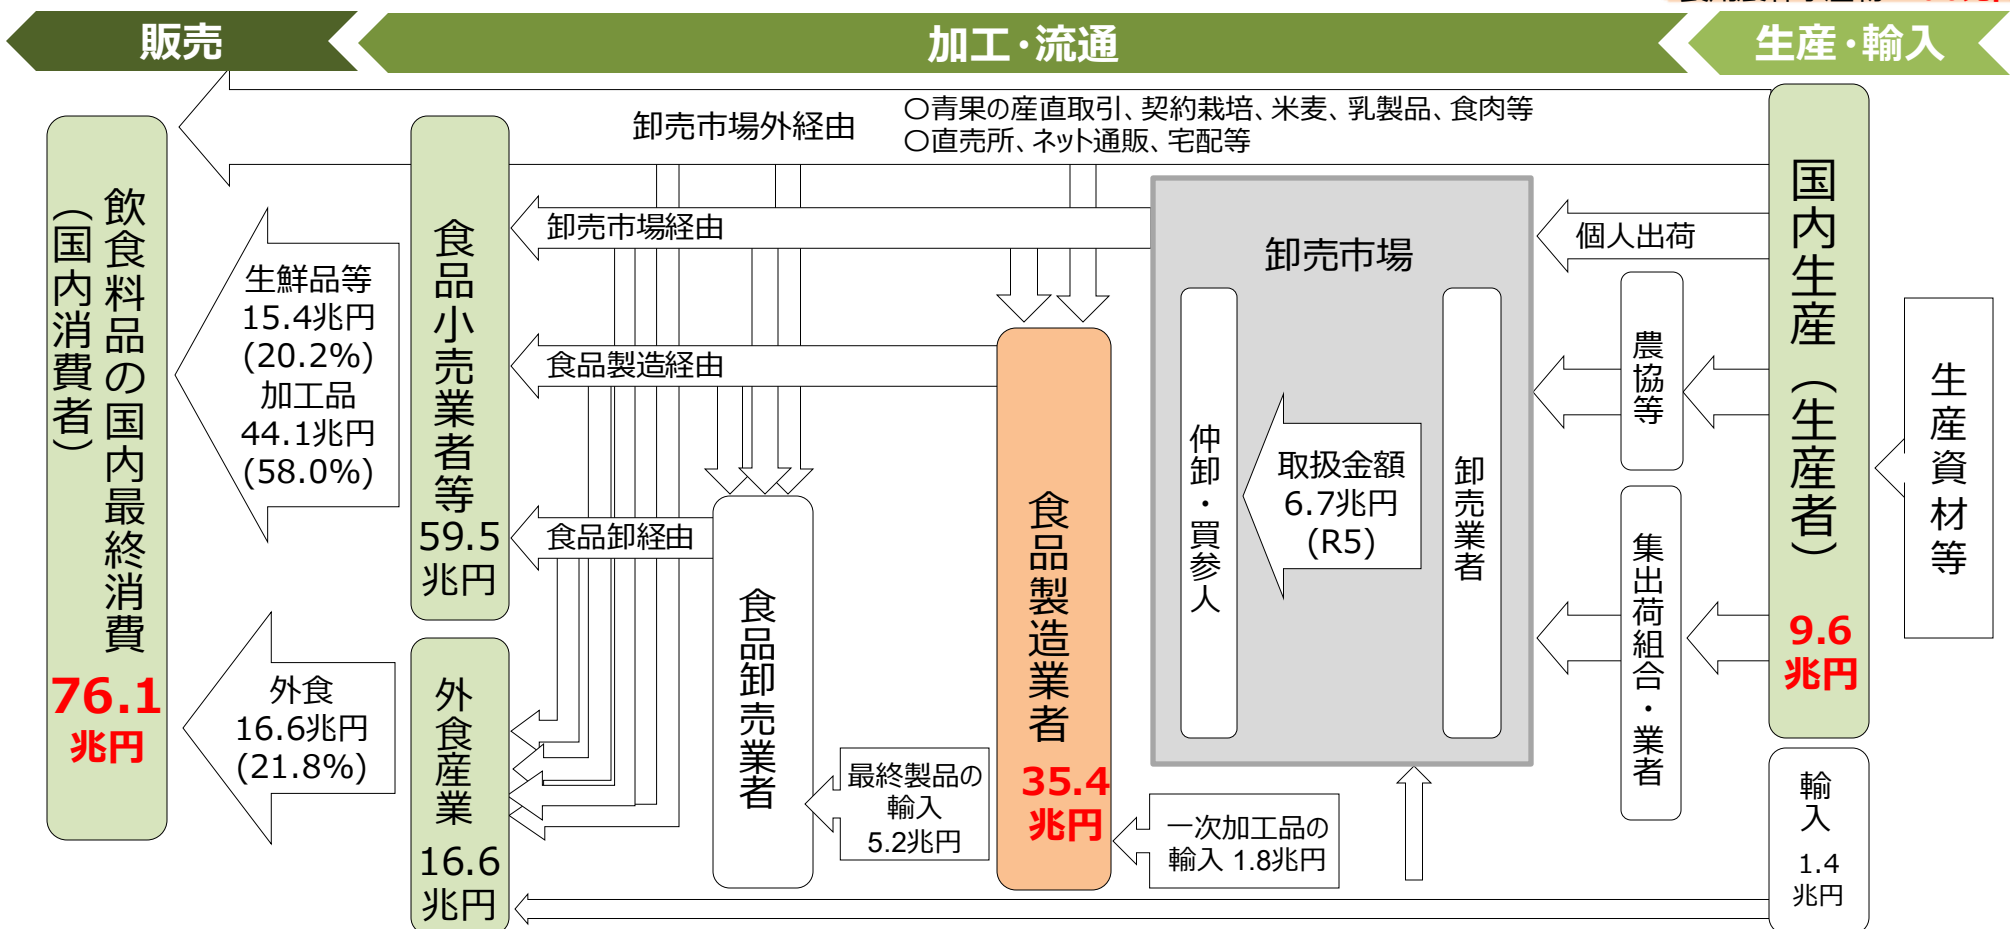 販売
加工・流通
生産・輸入
卸売市場外経由
〇青果の産直取引、契約栽培、米麦、乳製品、食肉等
〇直売所、ネット通販、宅配等
飲食料品の国内最終消費
（国内消費者）
76.1
兆円
生鮮品等
15.4兆円
(20.2%)
加工品
44.1兆円
(58.0%)
外食
16.6兆円
(21.8%)
食品小売業者等
59.5
兆円
外食産業
16.6
兆円
卸売市場経由
食品製造経由
食品卸経由
食品卸売業者
最終製品の
輸入
5.2兆円
食品製造業者
35.4
兆円
一次加工品の
輸入 1.8兆円
卸売市場
仲卸・買参人
取扱金額
6.7兆円
(R5)
卸売業者
個人出荷
農協等
集出荷組合・業者
国内生産（生産者）
9.6
兆円
輸入
1.4
兆円
生産資材等